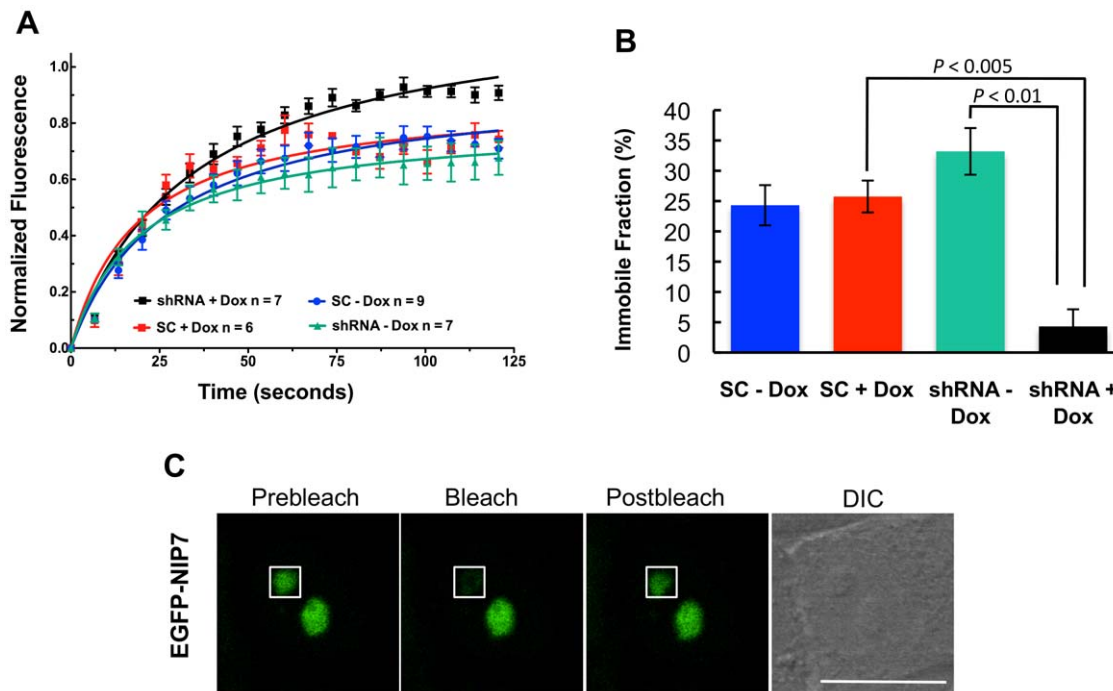 A
Normalized Fluorescence
1.0
0.8
0.6
0.4
0.2
0.0
0 25 50 75 100 125
Time (seconds)
shRNA + Dox n = 7
SC - Dox n = 9
SC + Dox n = 6
shRNA - Dox n = 7
B
P < 0.005
P < 0.01
Immobile Fraction (%)
40
35
30
25
20
15
10
5
0
SC - Dox
SC + Dox
shRNA -
Dox
shRNA +
Dox
C
Prebleach
Bleach
Postbleach
DIC
EGFP-NIP7